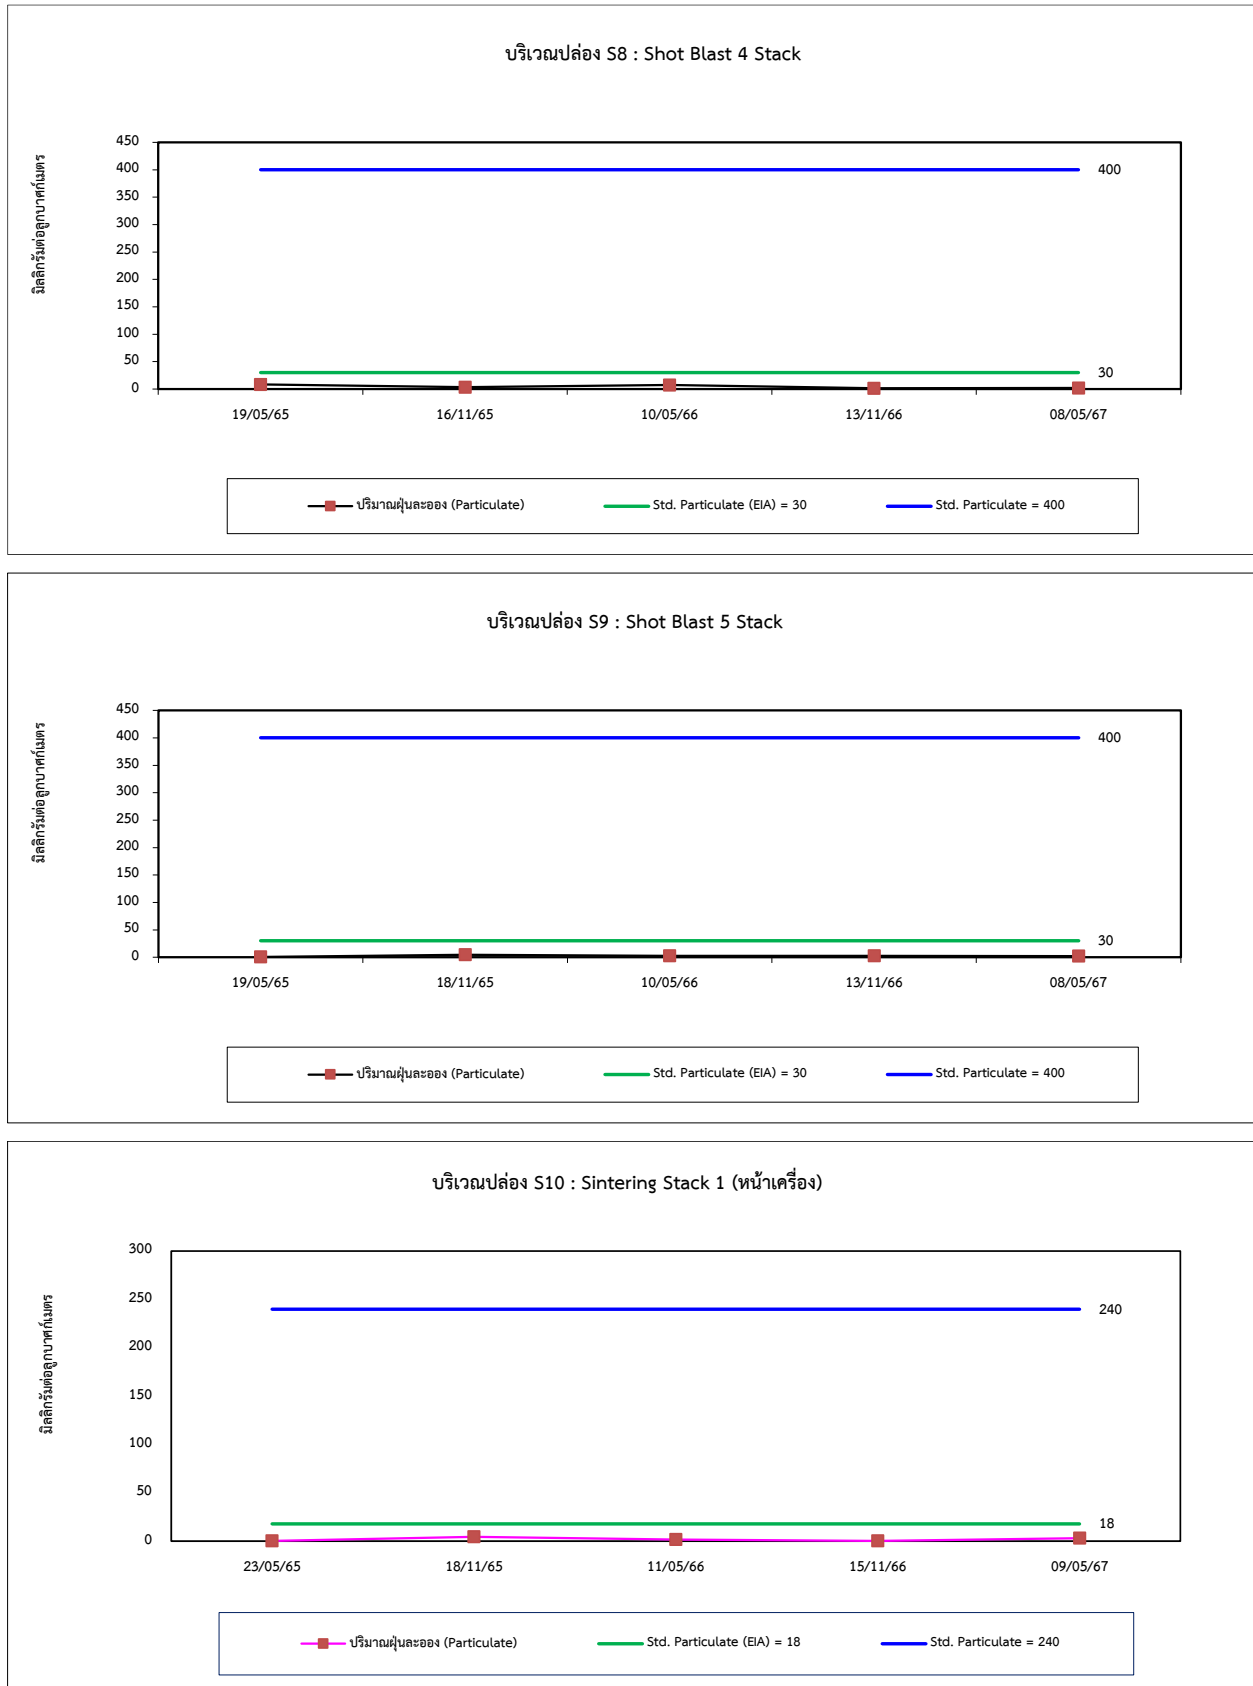 บริเวณปล่อง S8 : Shot Blast 4 Stack
มิลลิกรัมต่อลูกบาศก์เมตร
450
400
350
300
250
200
150
100
50
0
400
30
19/05/65 16/11/65 10/05/66 13/11/66 08/05/67
ปริมาณฝุ่นละออง (Particulate) Std. Particulate (EIA) = 30 Std. Particulate = 400
บริเวณปล่อง S9 : Shot Blast 5 Stack
มิลลิกรัมต่อลูกบาศก์เมตร
450
400
350
300
250
200
150
100
50
0
400
30
19/05/65 18/11/65 10/05/66 13/11/66 08/05/67
ปริมาณฝุ่นละออง (Particulate) Std. Particulate (EIA) = 30 Std. Particulate = 400
บริเวณปล่อง S10 : Sintering Stack 1 (หน้าเครื่อง)
มิลลิกรัมต่อลูกบาศก์เมตร
300
250
200
150
100
50
0
240
18
23/05/65 18/11/65 11/05/66 15/11/66 09/05/67
ปริมาณฝุ่นละออง (Particulate) Std. Particulate (EIA) = 18 Std. Particulate = 240